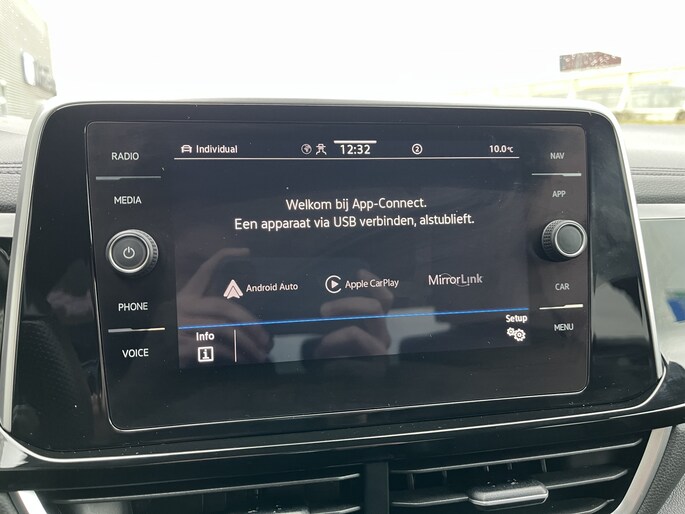 RADIO
MEDIA
PHONE
VOICE
Individual
12:32
2
10.0°C
Welkom bij App-Connect.
Een apparaat via USB verbinden, alstublieft.
Android Auto
Apple CarPlay
MirrorLink
Info
Setup
NAV
APP
CAR
MENU